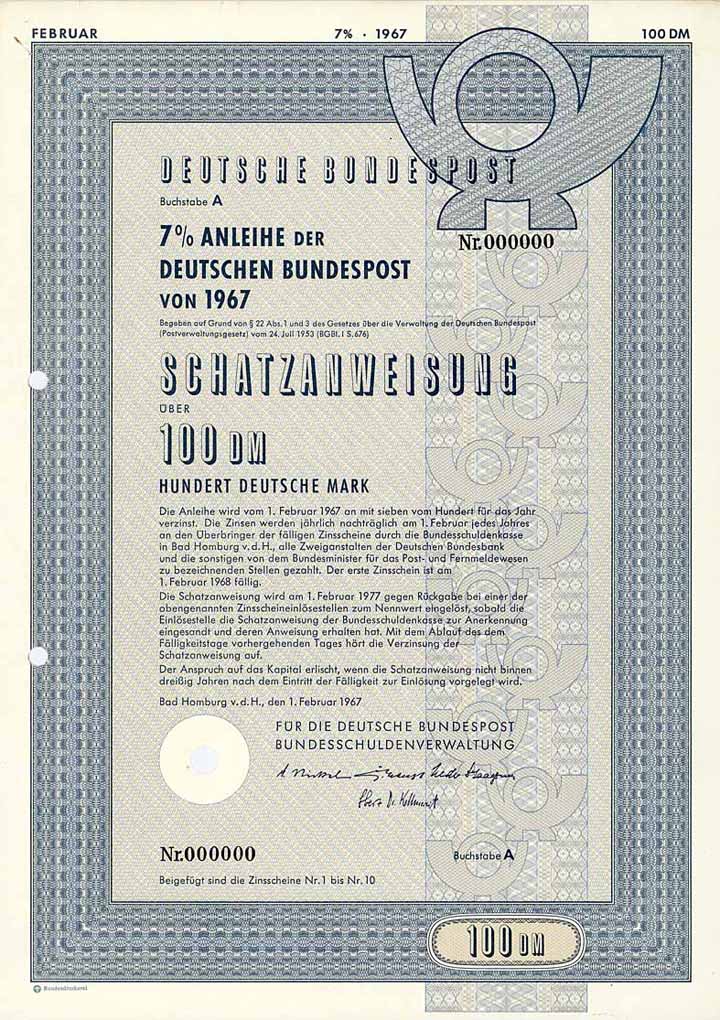 FEBRUAR 7% · 1967 100 DM
DEUTSCHE BUNDESPOST
Buchstabe A
Nr.000000
7% ANLEIHE DER
DEUTSCHEN BUNDESPOST
VON 1967
Begeben auf Grund von § 22 Abs. 1 und 3 des Gesetzes über die Verwaltung der Deutschen Bundespost
(Postverwaltungsgesetz) vom 24. Juli 1953 (BGBl. I S. 676)
SCHATZANWEISUNG
ÜBER
100 DM
HUNDERT DEUTSCHE MARK
Die Anleihe wird vom 1. Februar 1967 an mit sieben vom Hundert für das Jahr
verzinst. Die Zinsen werden jährlich nachträglich am 1. Februar jedes Jahres
an den Überbringer der fälligen Zinsscheine durch die Bundesschuldenkasse
in Bad Homburg v. d. H., alle Zweiganstalten der Deutschen Bundesbank
und die sonstigen von dem Bundesminister für das Post- und Fernmeldewesen
zu bezeichnenden Stellen gezahlt. Der erste Zinsschein ist am
1. Februar 1968 fällig.
Die Schatzanweisung wird am 1. Februar 1977 gegen Rückgabe bei einer der
obengenannten Zinsscheineinlösestellen zum Nennwert eingelöst, sobald die
Einlösestelle die Schatzanweisung der Bundesschuldenkasse zur Anerkennung
eingesandt und deren Anweisung erhalten hat. Mit dem Ablauf des dem
Fälligkeitstage vorhergehenden Tages hört die Verzinsung der
Schatzanweisung auf.
Der Anspruch auf das Kapital erlischt, wenn die Schatzanweisung nicht binnen
dreißig Jahren nach dem Eintritt der Fälligkeit zur Einlösung vorgelegt wird.
Bad Homburg v. d. H., den 1. Februar 1967
FÜR DIE DEUTSCHE BUNDESPOST
BUNDESSCHULDENVERWALTUNG
Nr.000000
Buchstabe A
Beigefügt sind die Zinsscheine Nr. 1 bis Nr. 10
100 DM
Bundesdruckerei